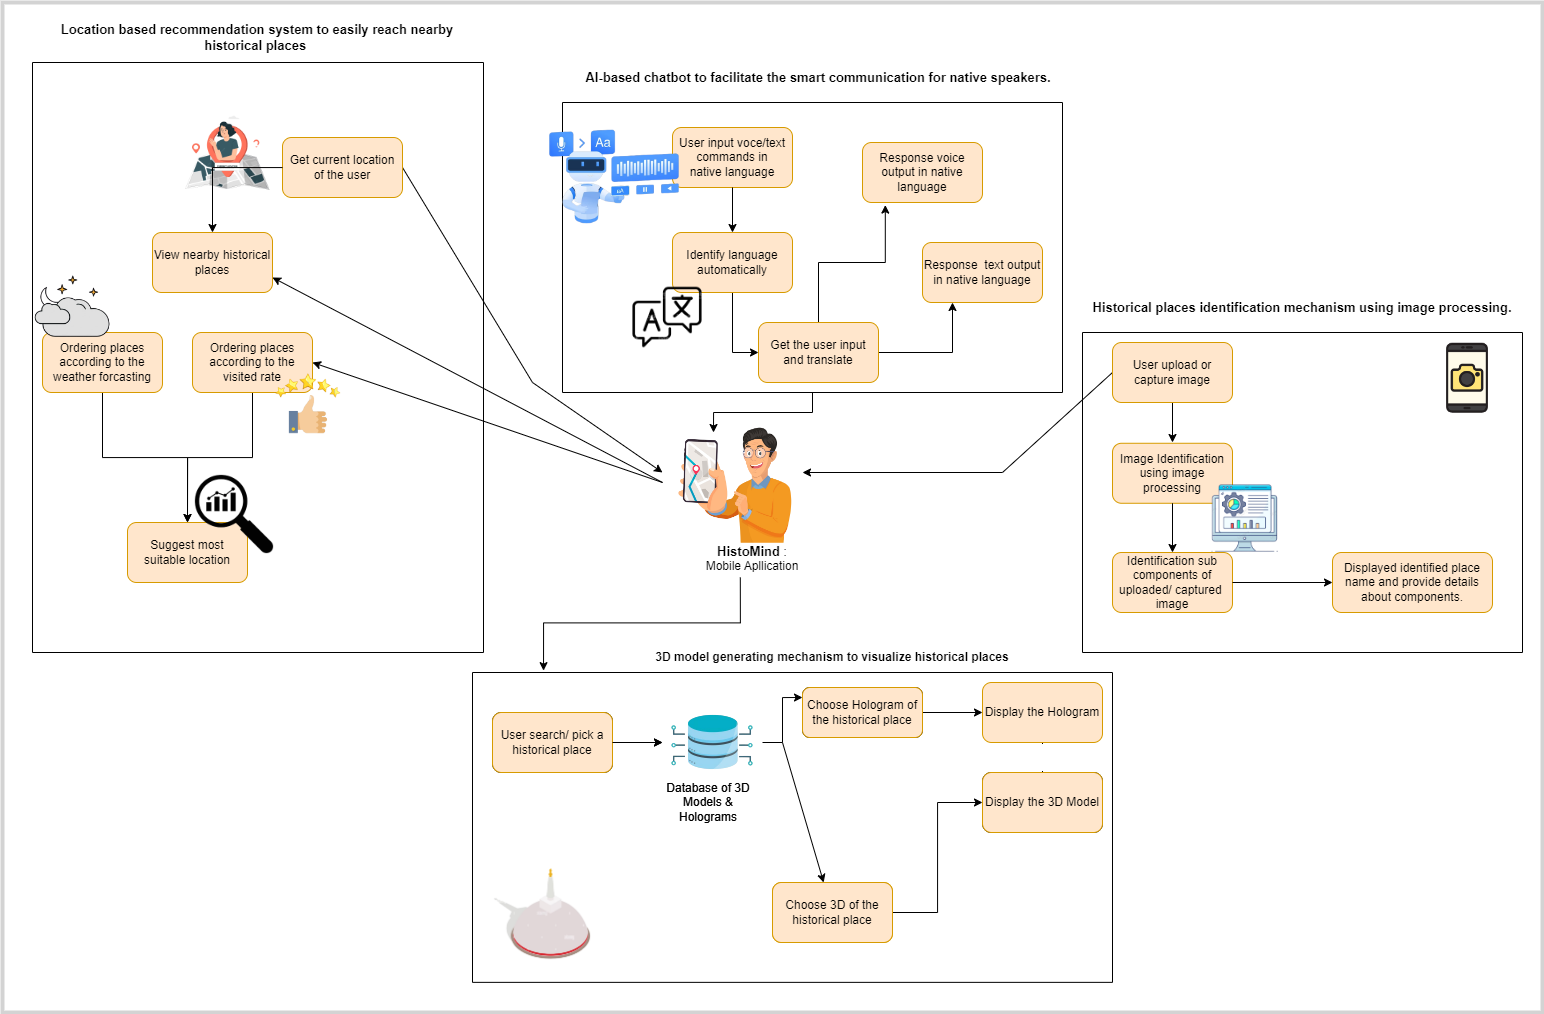 Location based recommendation system to easily reach nearby
historical places
Get current location
of the user
View nearby historical
places
Ordering places
according to the
weather forcasting
Ordering places
according to the
visited rate
Suggest most
suitable location
AI-based chatbot to facilitate the smart communication for native speakers.
Aa
User input voce/text
commands in
native language
Identify language
automatically
A
文
Get the user input
and translate
Response voice
output in native
language
Response  text output
in native language
Historical places identification mechanism using image processing.
User upload or
capture image
Image Identification
using image
processing
Identification sub
components of
uploaded/ captured
image
Displayed identified place
name and provide details
about components.
HistoMind :
Mobile Apllication
3D model generating mechanism to visualize historical places
User search/ pick a
historical place
Database of 3D
Models &
Holograms
Choose Hologram of
the historical place
Display the Hologram
Display the 3D Model
Choose 3D of the
historical place